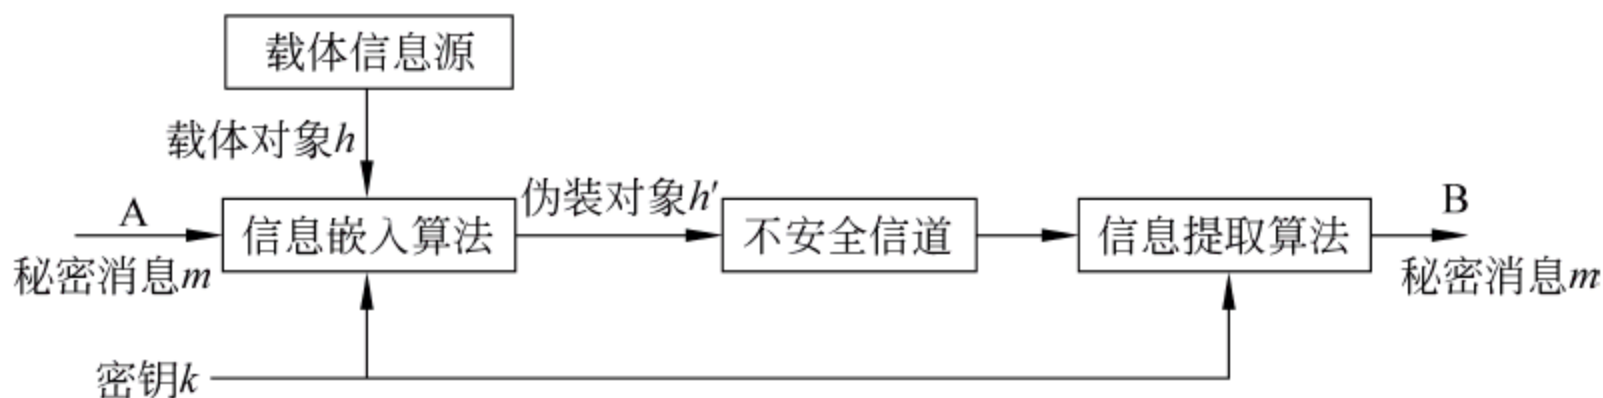 载体信息源
载体对象h
A
信息嵌入算法
伪装对象h′
不安全信道
信息提取算法
B
秘密消息m
秘密消息m
密钥k